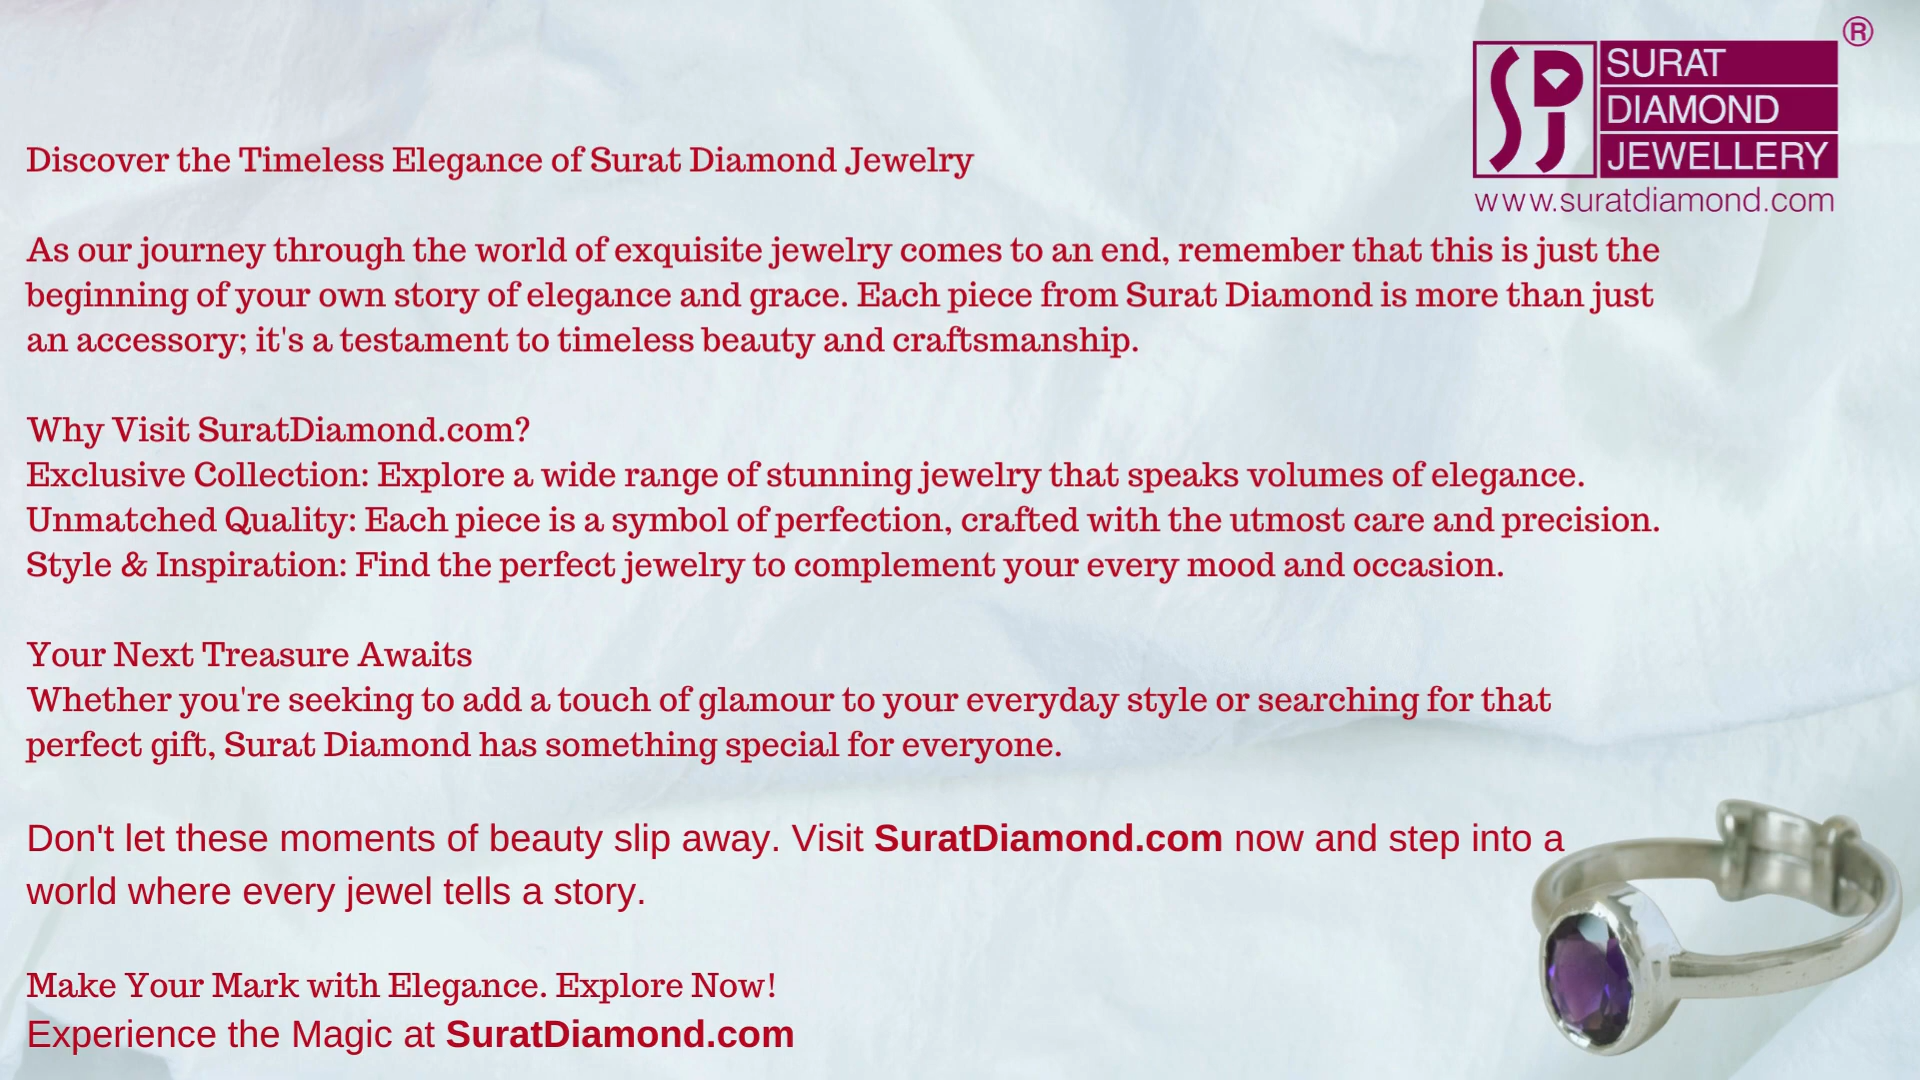 ®
SURAT
DIAMOND
JEWELLERY
www.suratdiamond.com
Discover the Timeless Elegance of Surat Diamond Jewelry
As our journey through the world of exquisite jewelry comes to an end, remember that this is just the
beginning of your own story of elegance and grace. Each piece from Surat Diamond is more than just
an accessory; it's a testament to timeless beauty and craftsmanship.
Why Visit SuratDiamond.com?
Exclusive Collection: Explore a wide range of stunning jewelry that speaks volumes of elegance.
Unmatched Quality: Each piece is a symbol of perfection, crafted with the utmost care and precision.
Style & Inspiration: Find the perfect jewelry to complement your every mood and occasion.
Your Next Treasure Awaits
Whether you're seeking to add a touch of glamour to your everyday style or searching for that
perfect gift, Surat Diamond has something special for everyone.
Don't let these moments of beauty slip away. Visit SuratDiamond.com now and step into a
world where every jewel tells a story.
Make Your Mark with Elegance. Explore Now!
Experience the Magic at SuratDiamond.com